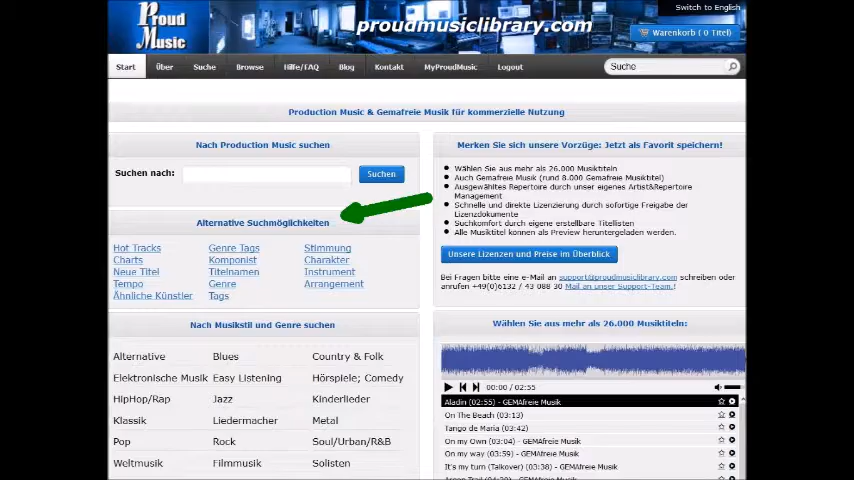 Proud
Music
proudmusiclibrary.com
Switch to English
Warenkorb ( 0 Titel)
Start Über Suche Browse Hilfe/FAQ Blog Kontakt MyProudMusic Logout Suche
Production Music & Gemafreie Musik für kommerzielle Nutzung
Nach Production Music suchen
Suchen nach: Suchen
Alternative Suchmöglichkeiten
Hot Tracks Genre Tags Stimmung
Charts Komponist Charakter
Neue Titel Titelnamen Instrument
Tempo Genre Arrangement
Ähnliche Künstler Tags
Nach Musikstil und Genre suchen
Alternative Blues Country & Folk
Elektronische Musik Easy Listening Hörspiele; Comedy
HipHop/Rap Jazz Kinderlieder
Klassik Liedermacher Metal
Pop Rock Soul/Urban/R&B
Weltmusik Filmmusik Solisten
Merken Sie sich unsere Vorzüge: Jetzt als Favorit speichern!
Wählen Sie aus mehr als 26.000 Musiktiteln
Auch Gemafreie Musik (rund 8.000 Gemafreie Musiktitel)
Ausgewähltes Repertoire durch unser eigenes Artist&Repertoire
Management
Schnelle und direkte Lizenzierung durch sofortige Freigabe der
Lizenzdokumente
Suchkomfort durch eigene erstellbare Titellisten
Alle Musiktitel können als Preview heruntergeladen werden.
Unsere Lizenzen und Preise im Überblick
Bei Fragen bitte eine e-Mail an support@proudmusiclibrary.com schreiben oder
anrufen +49(0)6132 / 43 088 30 Mail an unser Support-Team.!
Wählen Sie aus mehr als 26.000 Musiktiteln:
00:00 / 02:55
Aladin (02:55) - GEMAfreie Musik
On The Beach (03:13)
Tango de Maria (03:42)
On my Own (03:04) - GEMAfreie Musik
On my way (03:59) - GEMAfreie Musik
It's my turn (Talkover) (03:38) - GEMAfreie Musik